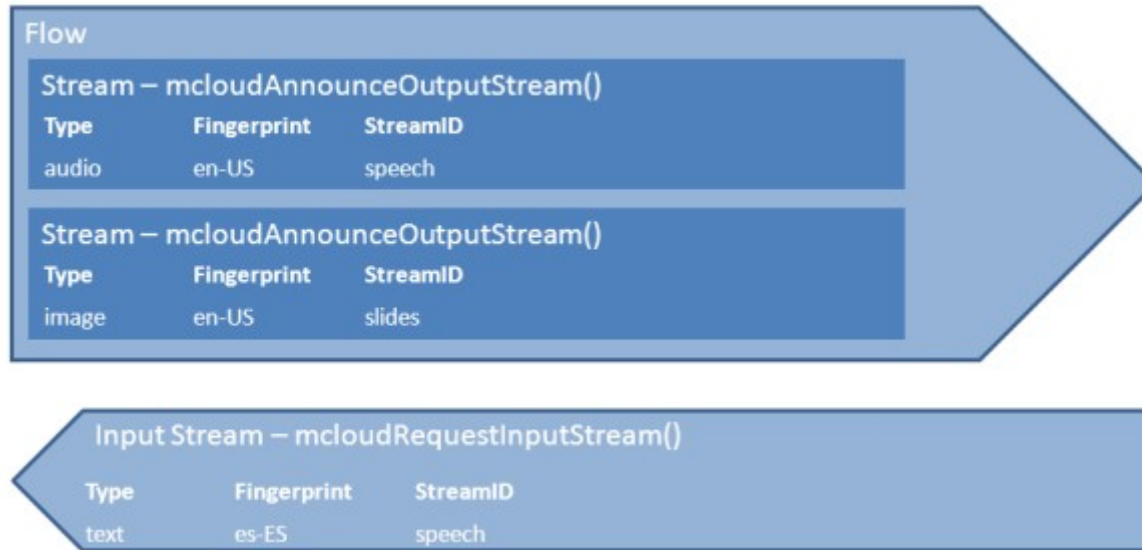 Flow
Stream – mcloudAnnounceOutputStream()
Type Fingerprint StreamID
audio en-US speech
Stream – mcloudAnnounceOutputStream()
Type Fingerprint StreamID
image en-US slides
Input Stream – mcloudRequestInputStream()
Type Fingerprint StreamID
text es-ES speech